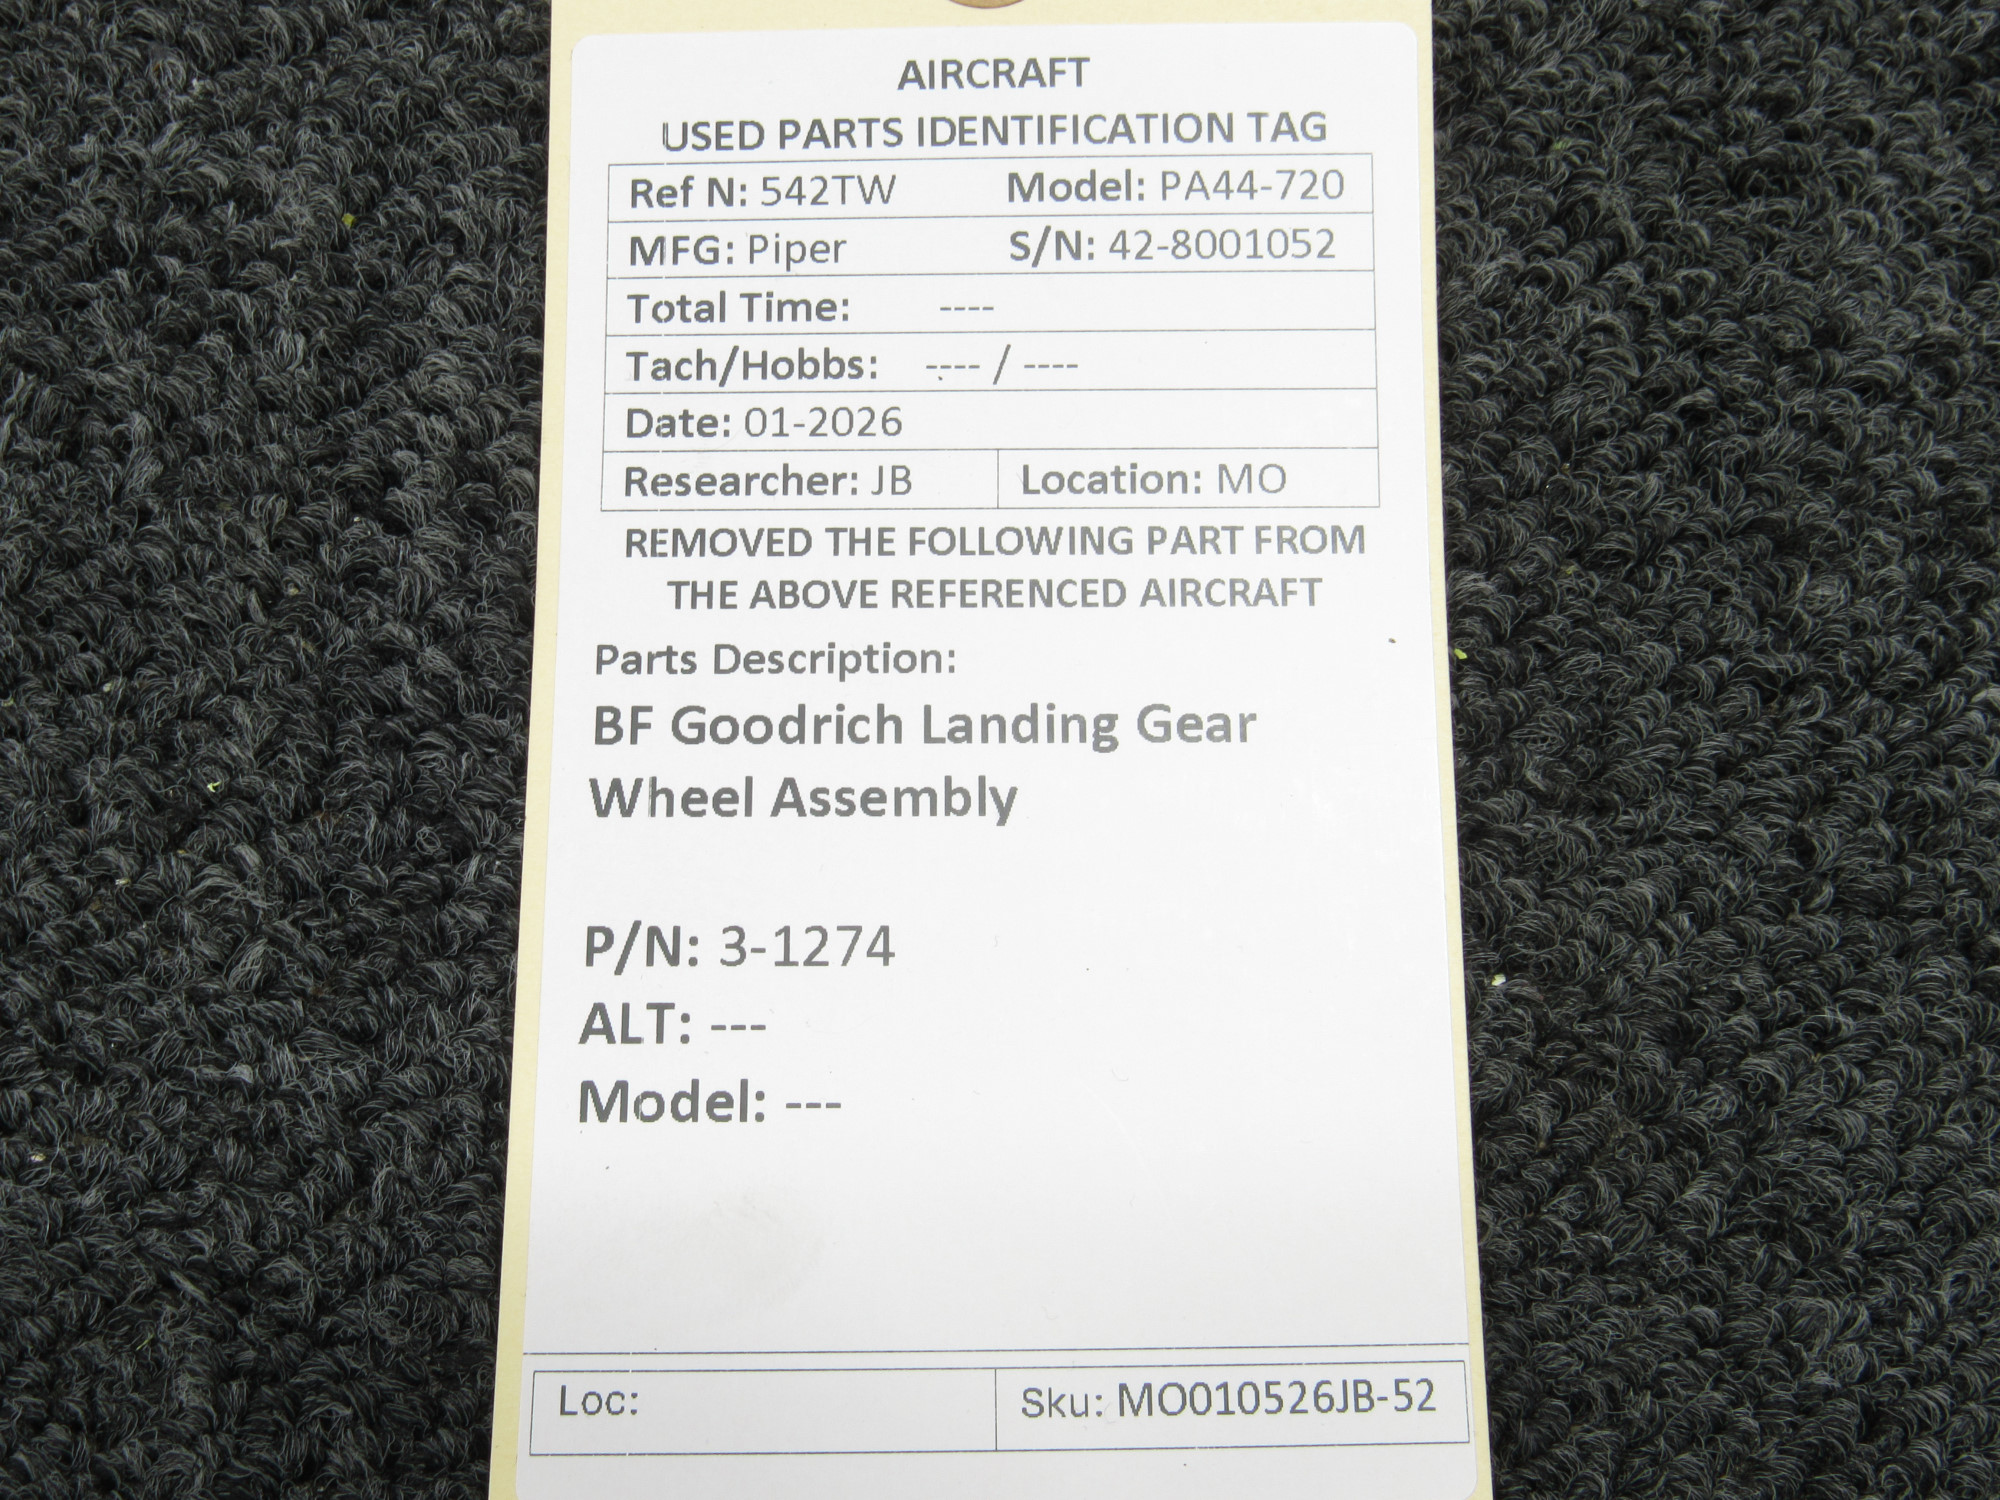 AIRCRAFT
USED PARTS IDENTIFICATION TAG
Ref N: 542TW Model: PA44-720
MFG: Piper S/N: 42-8001052
Total Time: ----
Tach/Hobbs: ---- / ----
Date: 01-2026
Researcher: JB Location: MO
REMOVED THE FOLLOWING PART FROM
THE ABOVE REFERENCED AIRCRAFT
Parts Description:
BF Goodrich Landing Gear
Wheel Assembly
P/N: 3-1274
ALT: ---
Model: ---
Loc: Sku: MO010526JB-52